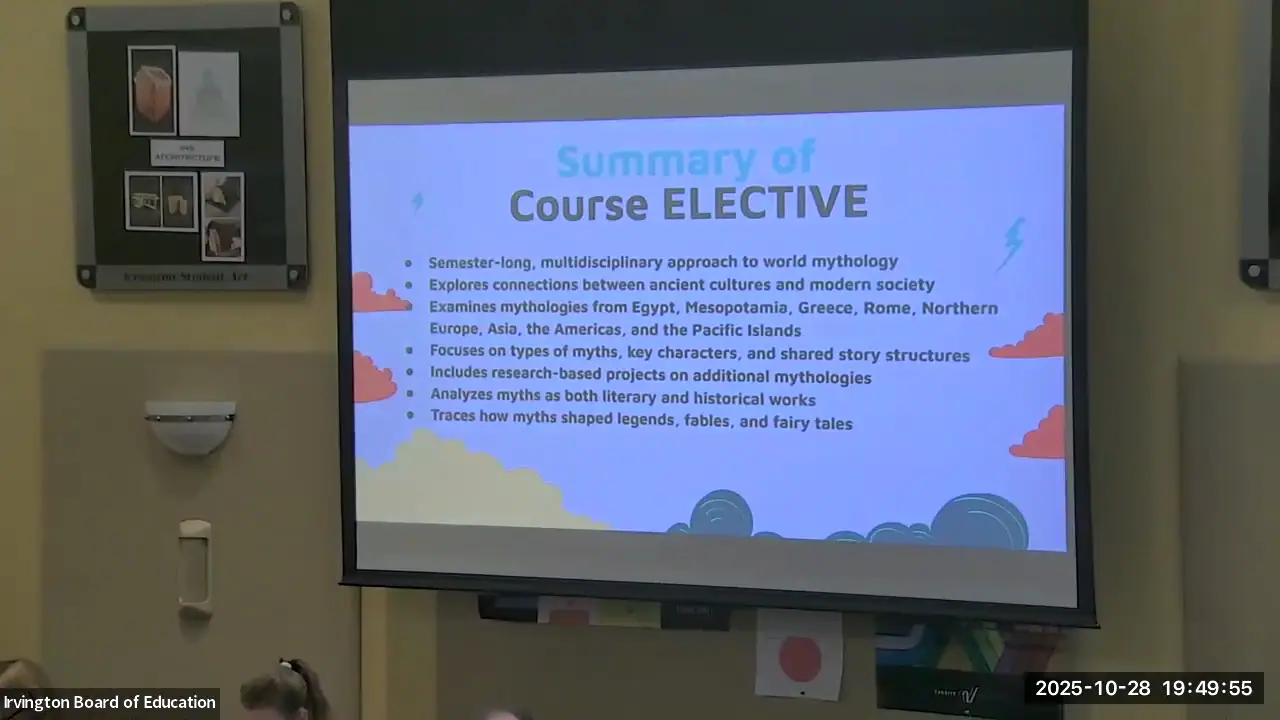 ARCHITECTURE
Irvington Student Art
Summary of
Course ELECTIVE
Semester-long, multidisciplinary approach to world mythology
Explores connections between ancient cultures and modern society
Examines mythologies from Egypt, Mesopotamia, Greece, Rome, Northern
Europe, Asia, the Americas, and the Pacific Islands
Focuses on types of myths, key characters, and shared story structures
Includes research-based projects on additional mythologies
Analyzes myths as both literary and historical works
Traces how myths shaped legends, fables, and fairy tales
Irvington Board of Education
2025-10-28 19:49:55